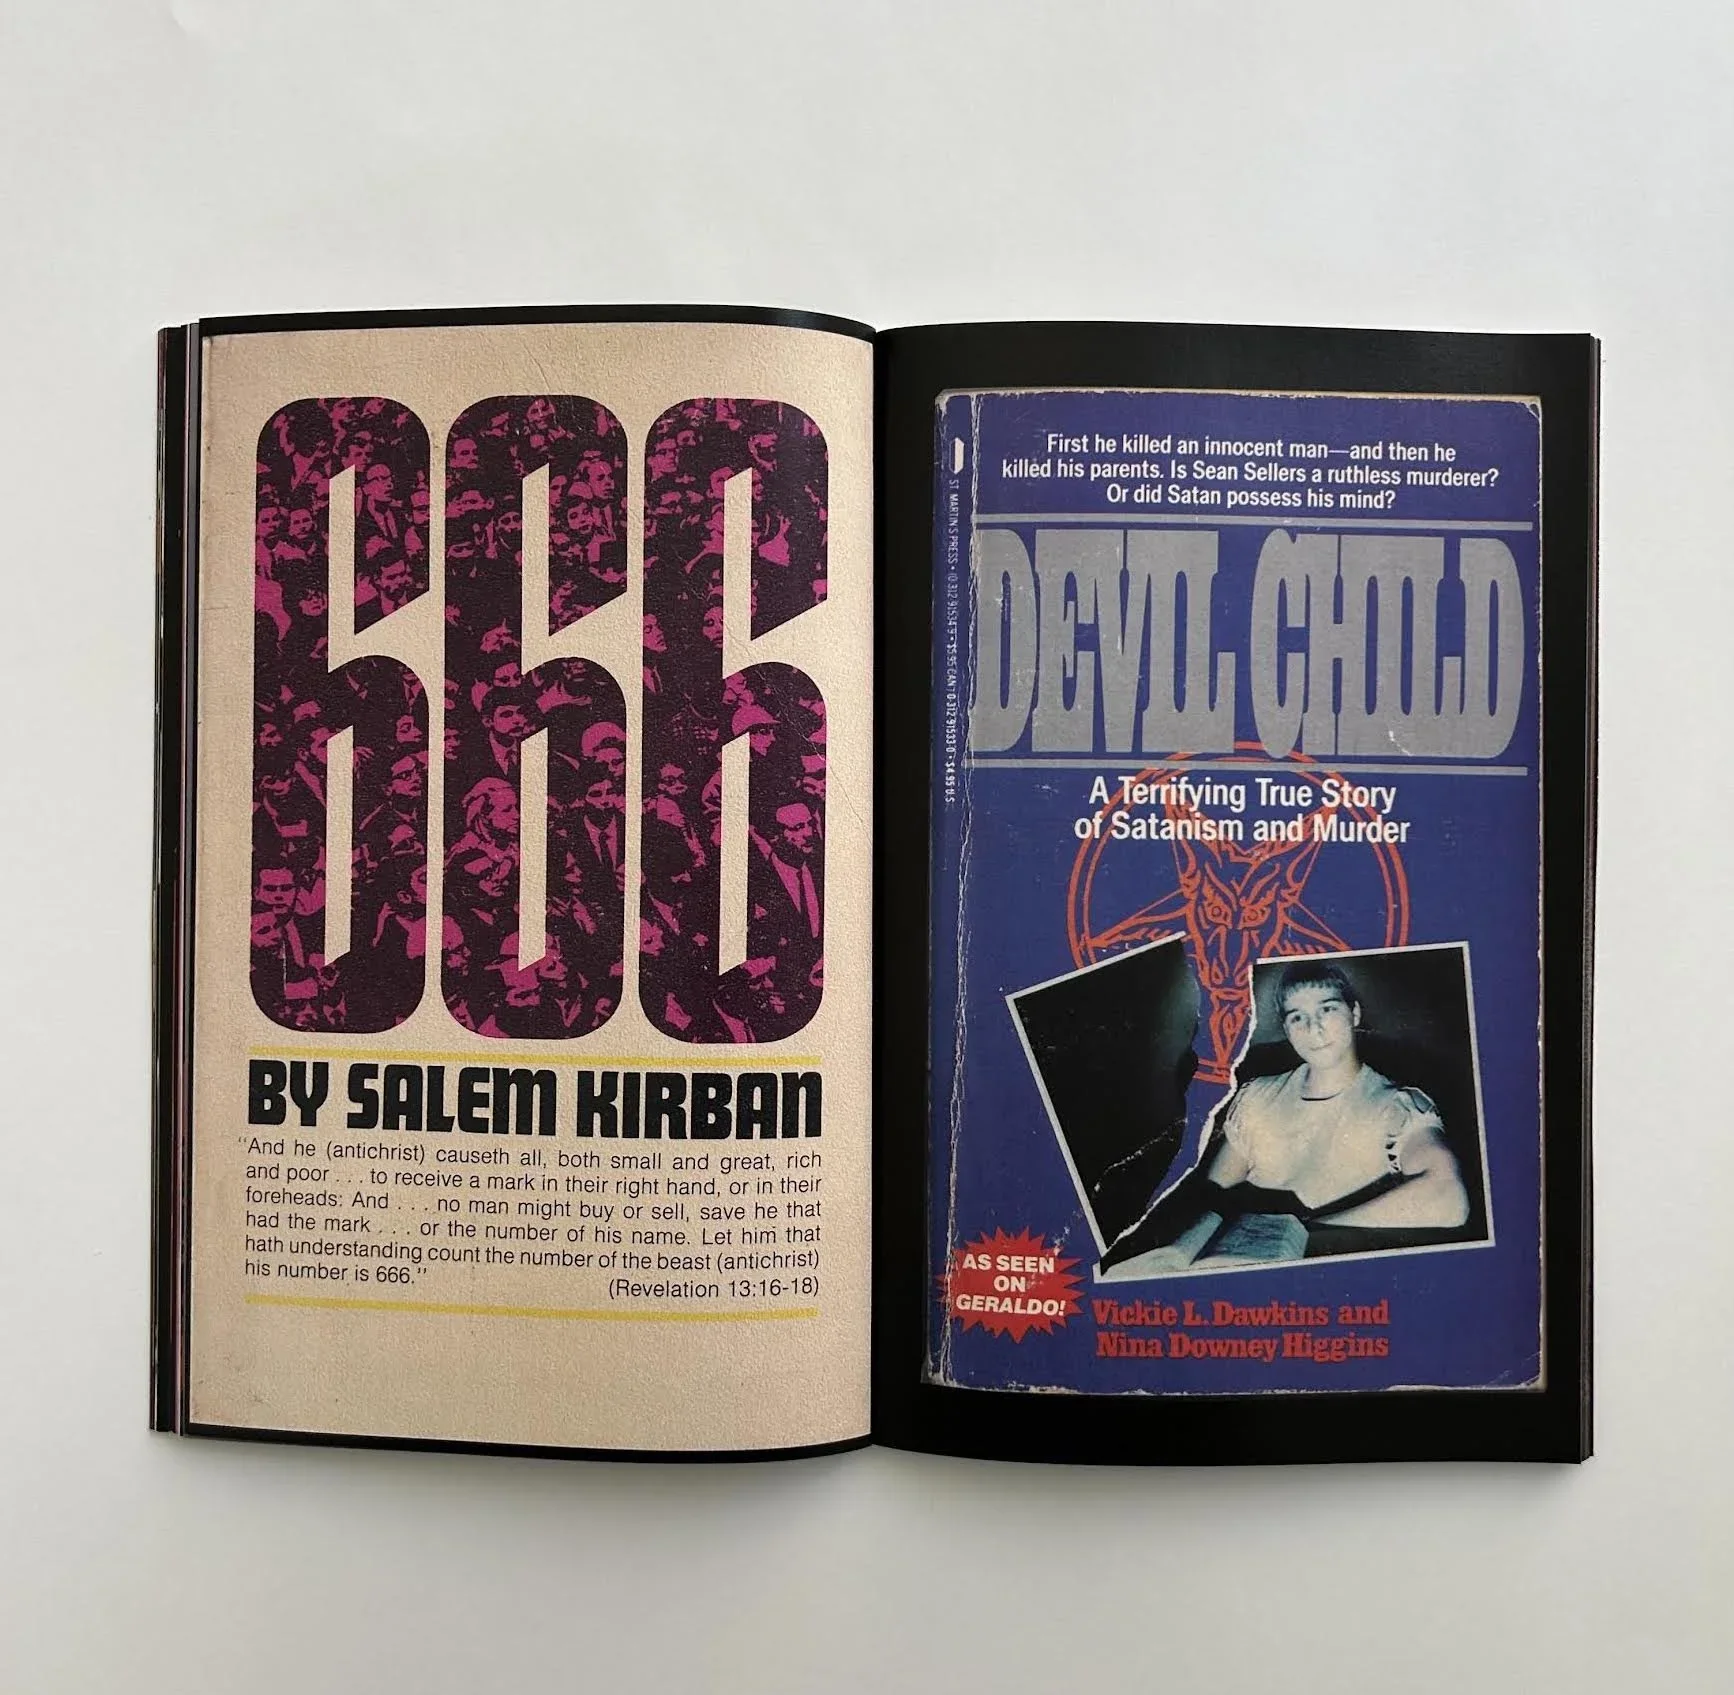 666
BY SALEM KIRBAN
“And he (antichrist) causeth all, both small and great, rich
and poor . . . to receive a mark in their right hand, or in their
foreheads: And . . . no man might buy or sell, save he that
had the mark . . . or the number of his name. Let him that
hath understanding count the number of the beast (antichrist)
his number is 666.”
(Revelation 13:16-18)
First he killed an innocent man—and then he
killed his parents. Is Sean Sellers a ruthless murderer?
Or did Satan possess his mind?
DEVIL CHILD
A Terrifying True Story
of Satanism and Murder
AS SEEN
ON
GERALDO!
Vickie L. Dawkins and
Nina Downey Higgins
ST. MARTIN'S PRESS